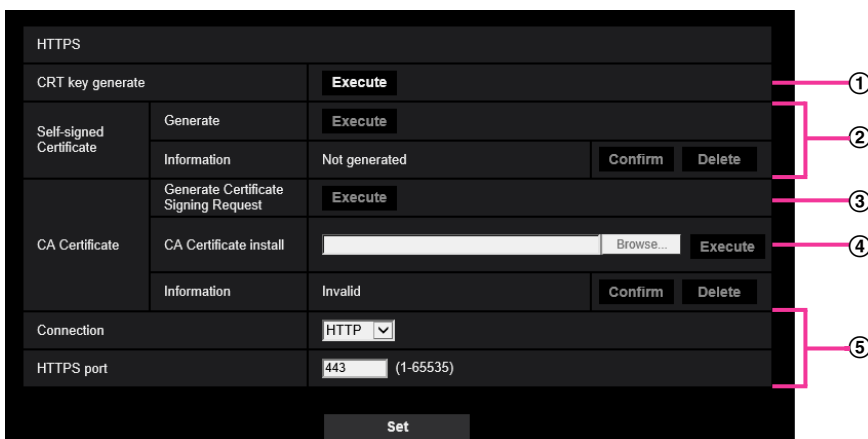 HTTPS
CRT key generate Execute ①
Self-signed Certificate Generate Execute ②
Information Not generated Confirm Delete
CA Certificate Generate Certificate Signing Request Execute ③
CA Certificate install Browse... Execute ④
Information Invalid Confirm Delete
Connection HTTP ⑤
HTTPS port 443 (1-65535)
Set